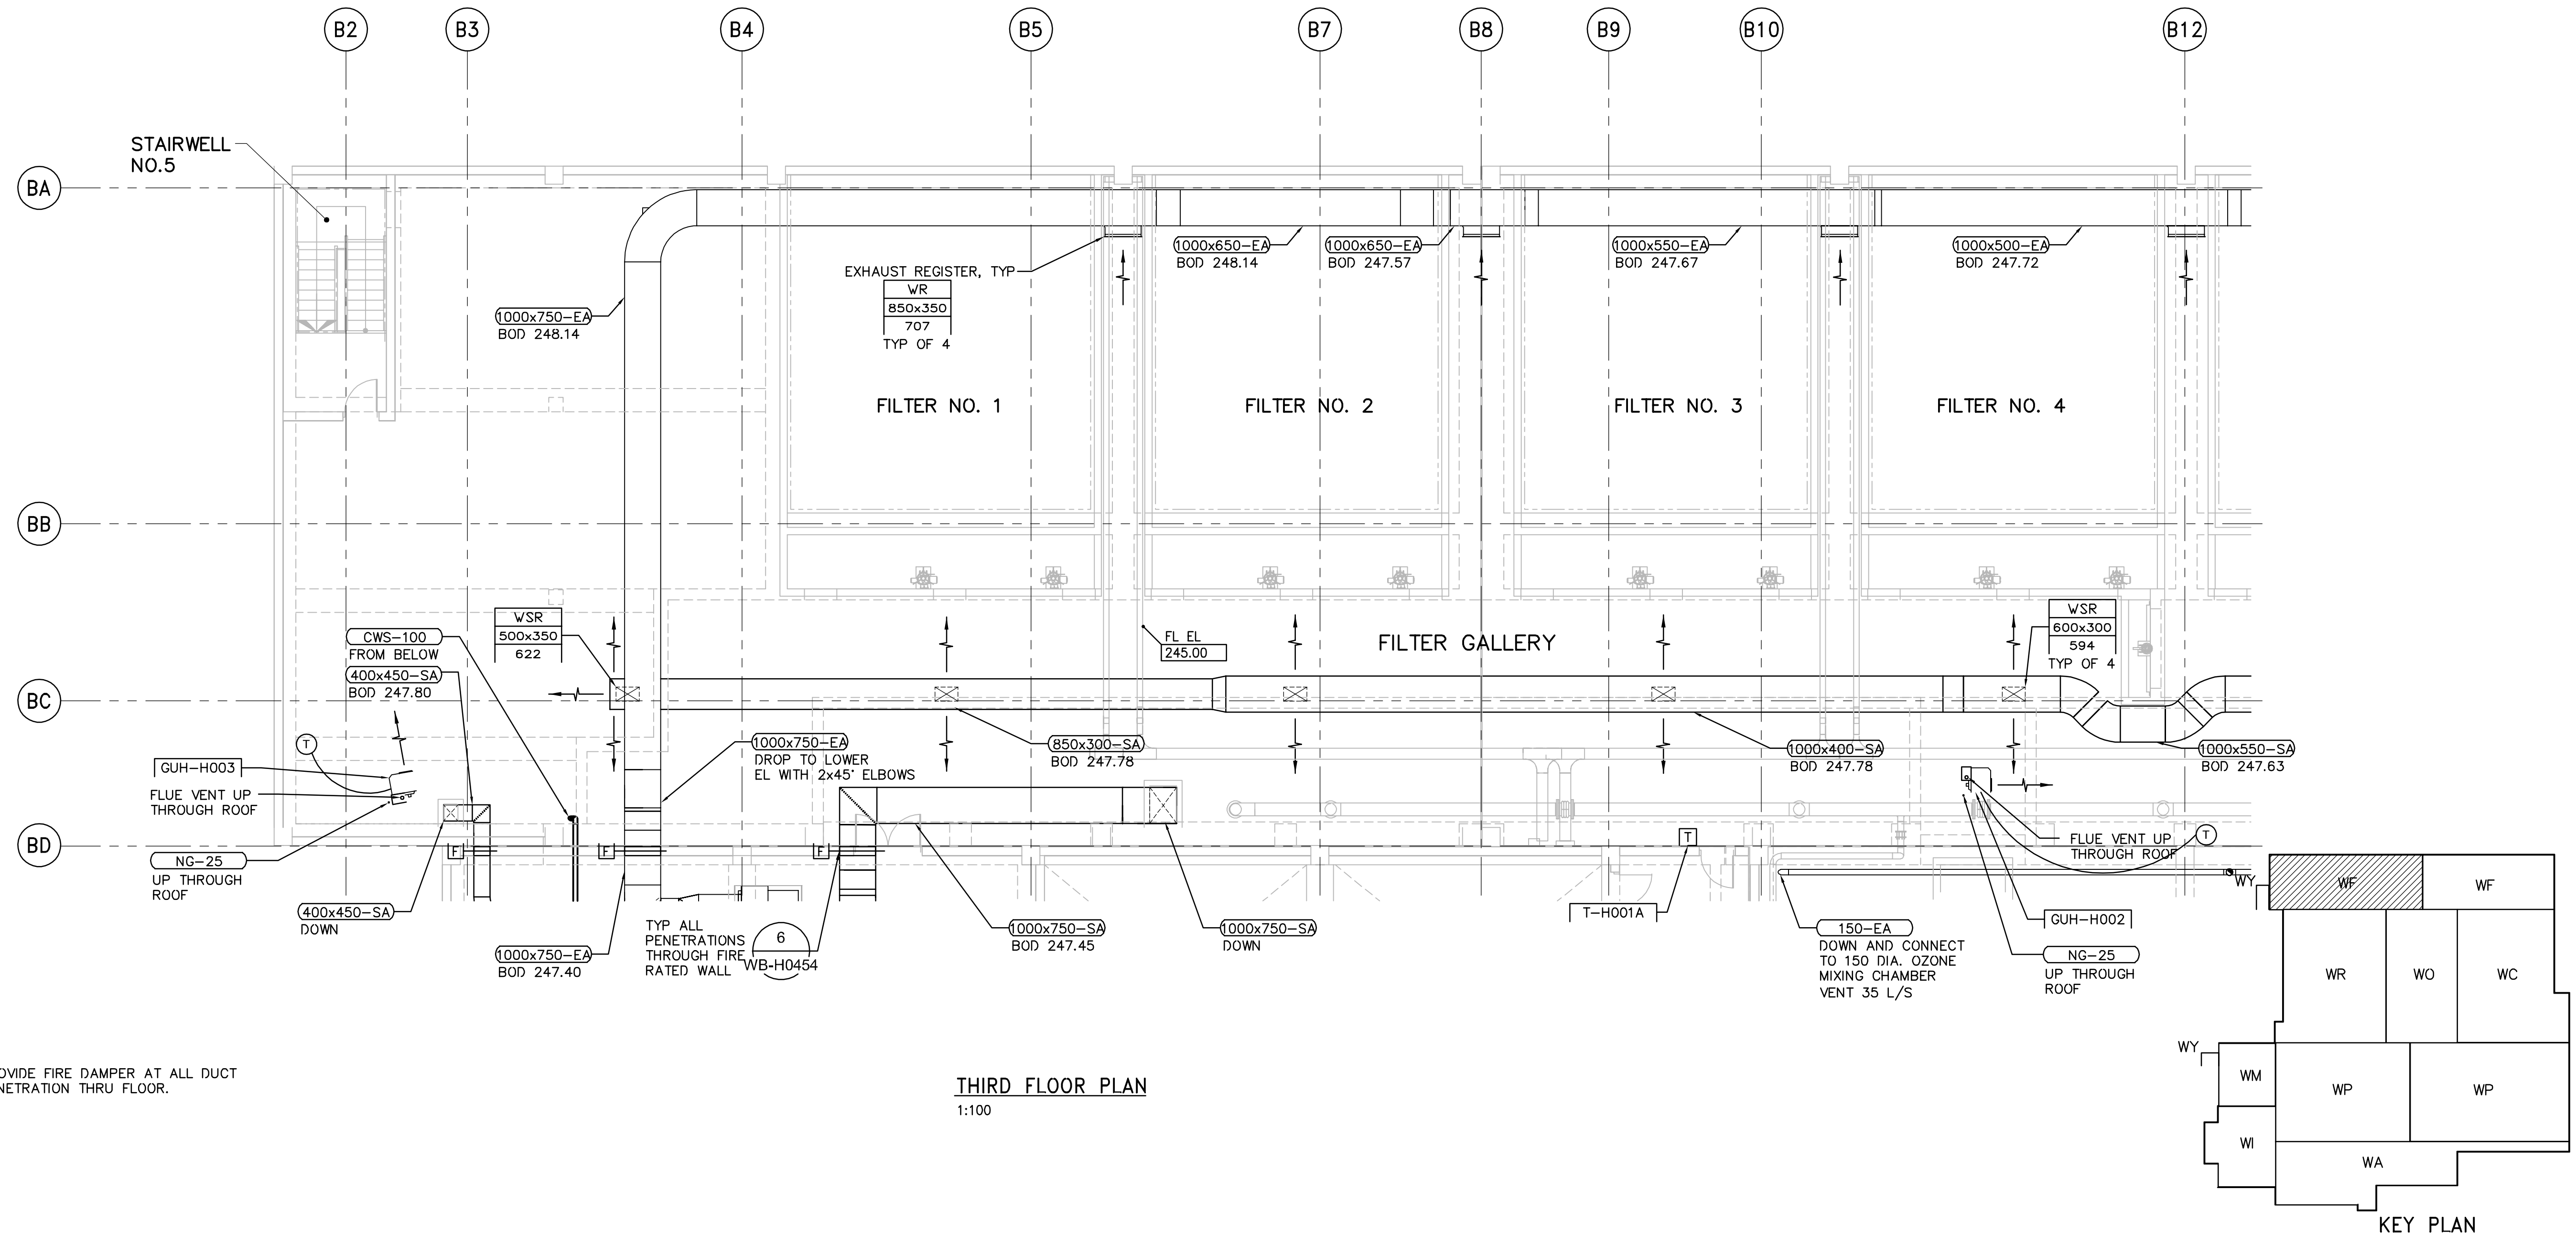 B2
B3
B4
B5
B7
B8
B9
B10
B12
STAIRWELL
NO.5
BA
1000x650-EA
BOD 248.14
1000x650-EA
BOD 247.57
1000x550-EA
BOD 247.67
1000x500-EA
BOD 247.72
EXHAUST REGISTER, TYP
WR
850x350
707
TYP OF 4
1000x750-EA
BOD 248.14
FILTER NO. 1
FILTER NO. 2
FILTER NO. 3
FILTER NO. 4
BB
WSR
500x350
622
CWS-100
FROM BELOW
400x450-SA
BOD 247.80
FL EL
245.00
FILTER GALLERY
WSR
600x300
594
TYP OF 4
BC
T
GUH-H003
FLUE VENT UP
THROUGH ROOF
1000x750-EA
DROP TO LOWER
EL WITH 2x45° ELBOWS
850x300-SA
BOD 247.78
1000x400-SA
BOD 247.78
1000x550-SA
BOD 247.63
BD
F
F
F
T
FLUE VENT UP
THROUGH ROOF
T
NG-25
UP THROUGH
ROOF
400x450-SA
DOWN
1000x750-EA
BOD 247.40
TYP ALL
PENETRATIONS
THROUGH FIRE
RATED WALL
6
WB-H0454
1000x750-SA
BOD 247.45
1000x750-SA
DOWN
T-H001A
150-EA
DOWN AND CONNECT
TO 150 DIA. OZONE
MIXING CHAMBER
VENT 35 L/S
GUH-H002
NG-25
UP THROUGH
ROOF
OVIDE FIRE DAMPER AT ALL DUCT
NETRATION THRU FLOOR.
THIRD FLOOR PLAN
1:100
WY
WF
WF
WR
WO
WC
WY
WM
WP
WP
WI
WA
KEY PLAN